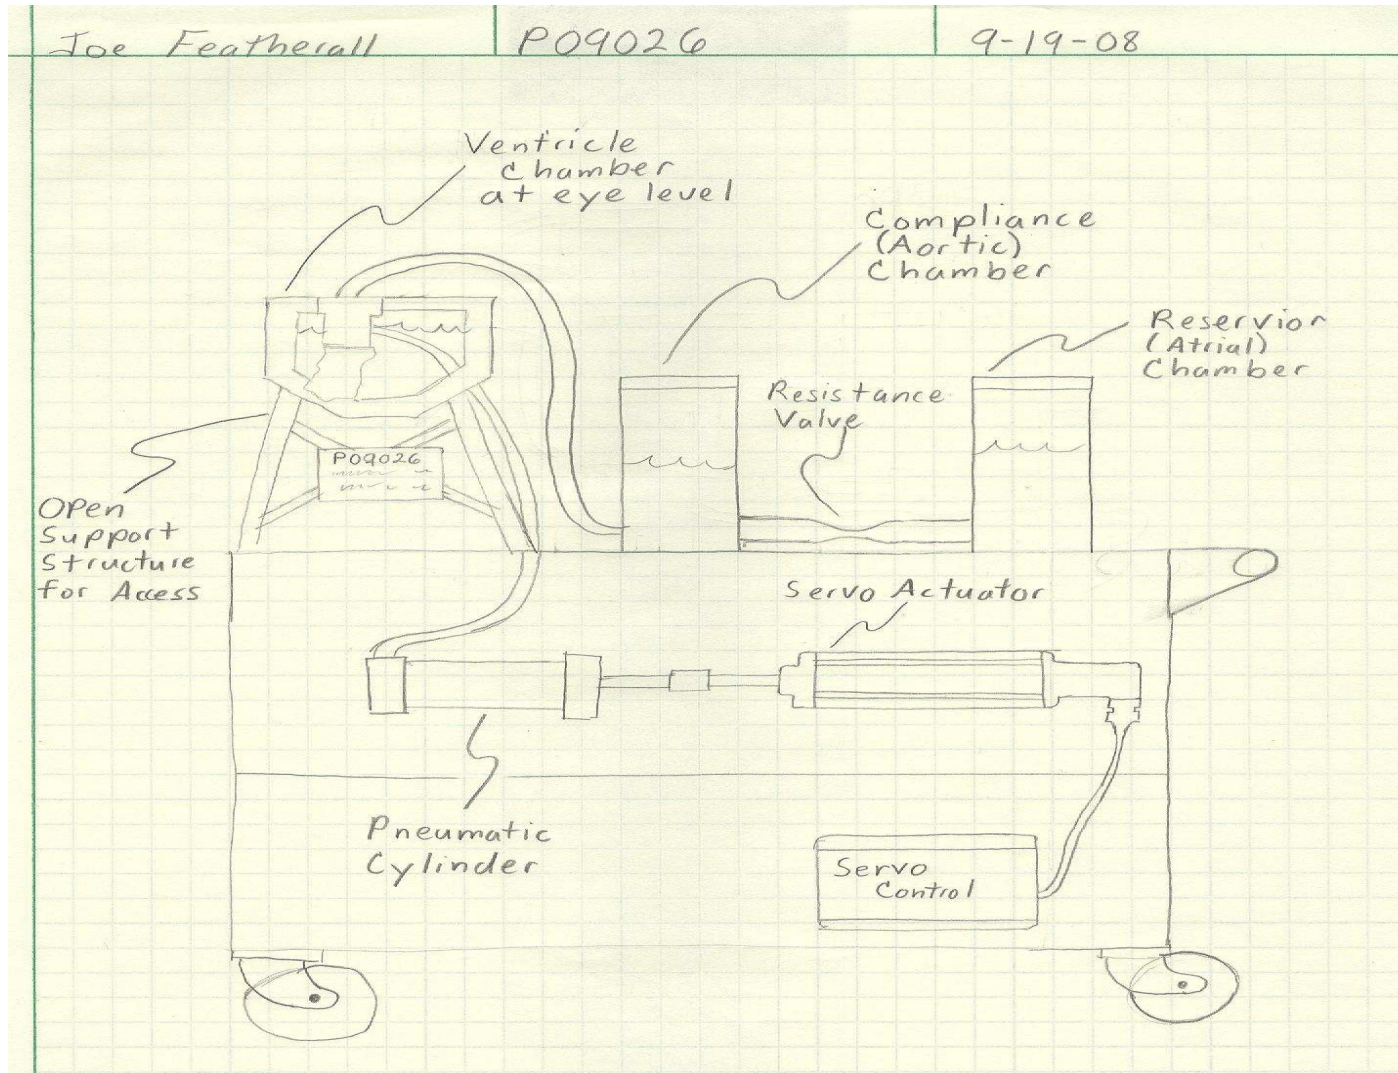 Joe Featherall
P09026
9-19-08
Ventricle
Chamber
at eye level
Compliance
(Aortic)
Chamber
Reservior
(Atrial)
Chamber
Resistance
Valve
P09026
Open
Support
Structure
for Access
Servo Actuator
Pneumatic
Cylinder
Servo
Control